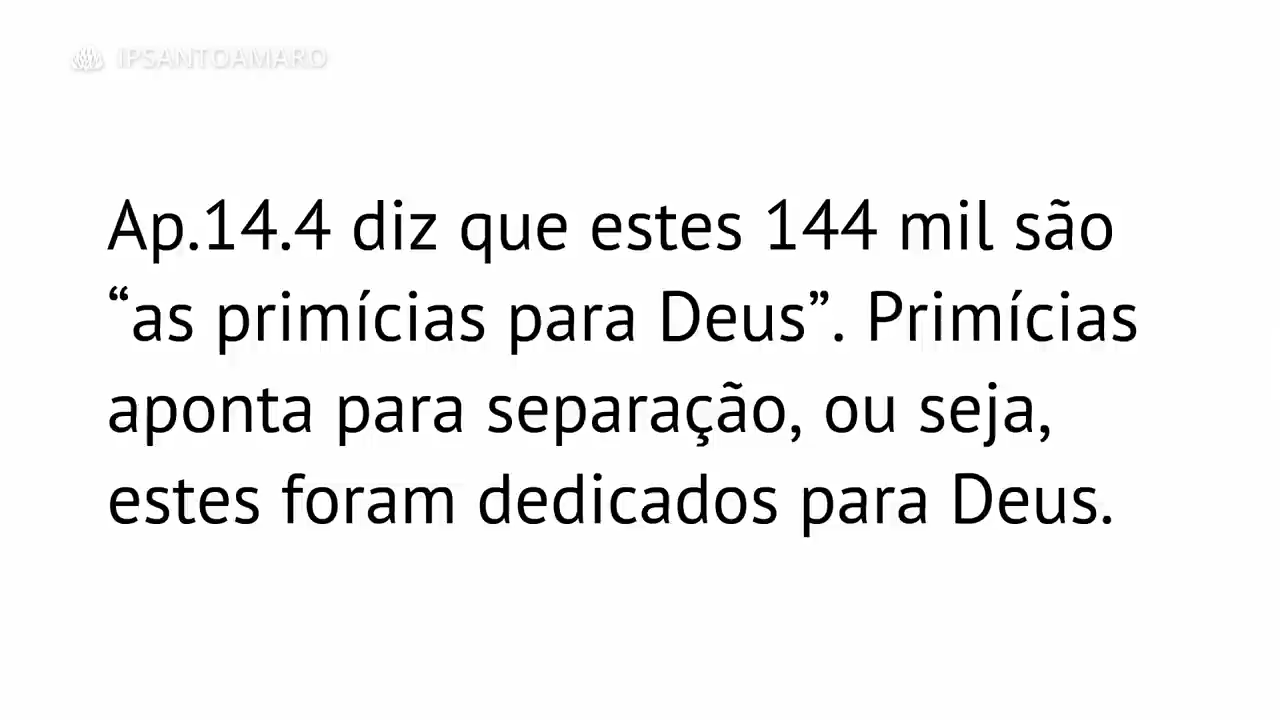 IPSANTOAMARO
Ap.14.4 diz que estes 144 mil são
“as primícias para Deus”. Primícias
aponta para separação, ou seja,
estes foram dedicados para Deus.